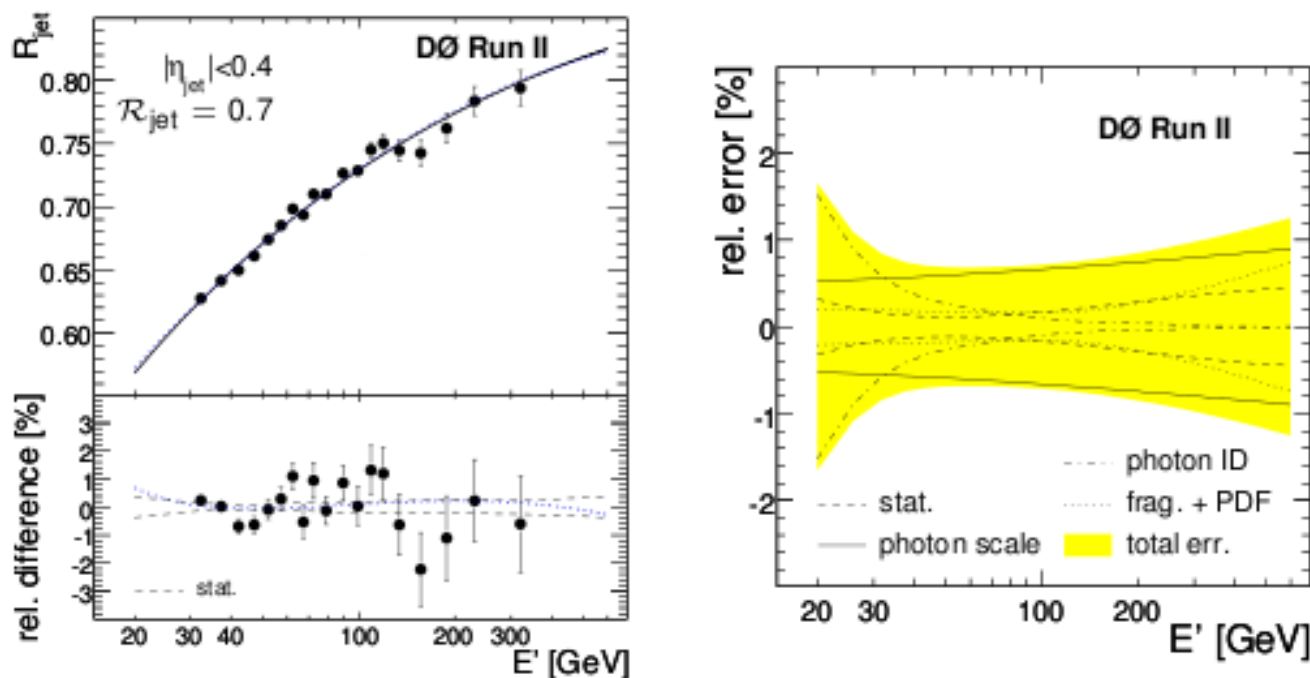 R_jet
DØ Run II
|η_jet|<0.4
R_jet = 0.7
0.80
0.75
0.70
0.65
0.60
rel. difference [%]
3
2
1
0
-1
-2
-3
stat.
20 30 40 100 200 300
E' [GeV]
rel. error [%]
DØ Run II
2
1
0
-1
-2
photon ID
stat.
frag. + PDF
photon scale
total err.
20 30 100 200
E' [GeV]